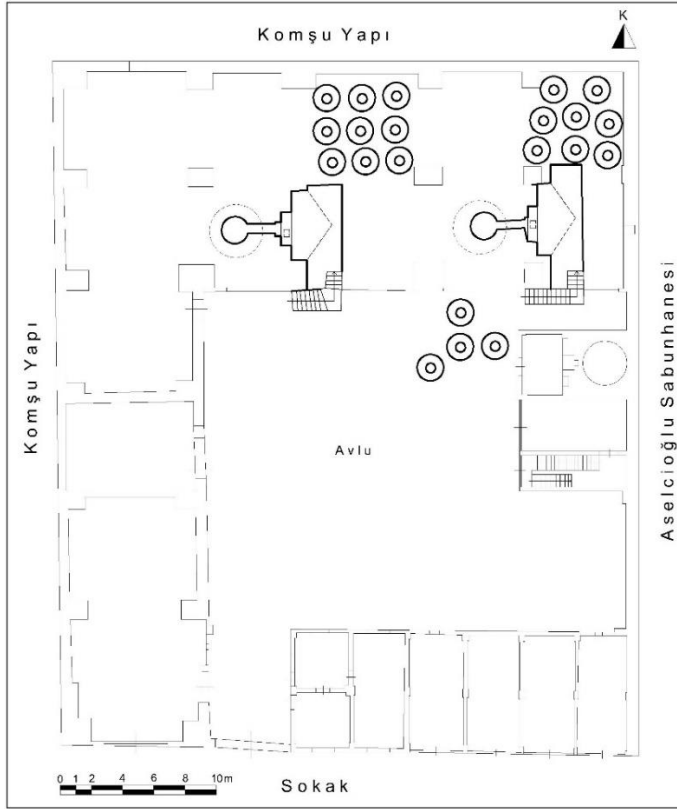 Komşu Yapı
K
Komşu Yapı
Aselcioğlu Sabunhanesi
Avlu
0 1 2 4 6 8 10m
Sokak